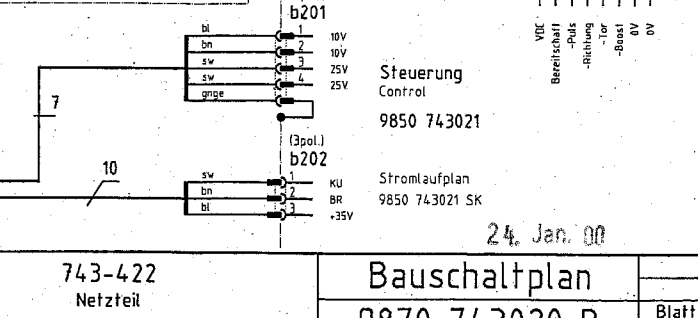 b201
bl 1 10V
bn 2 10V
sw 3 25V
sw 4 25V
gnge
7
VDC
Bereitschaft
-Puls
-Richtung
-Tor
-Boost
0V
0V
Steuerung
Control
9850 743021
(3pol.)
b202
10
sw 1 KU
bn 2 BR
bl 3 +35V
Stromlaufplan
9850 743021 SK
24. Jan. 00
743-422
Netzteil
Bauschaltplan
Blatt